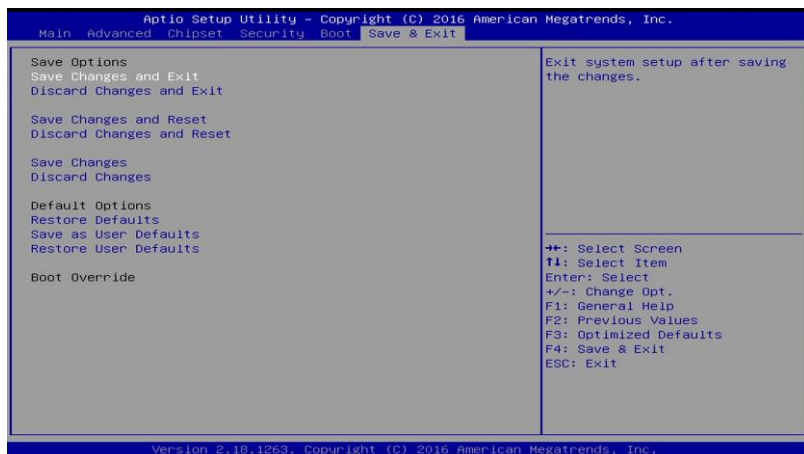 Aptio Setup Utility – Copyright (C) 2016 American Megatrends, Inc.
Main Advanced Chipset Security Boot Save & Exit
Save Options
Save Changes and Exit
Discard Changes and Exit
Save Changes and Reset
Discard Changes and Reset
Save Changes
Discard Changes
Default Options
Restore Defaults
Save as User Defaults
Restore User Defaults
Boot Override
Exit system setup after saving
the changes.
→←: Select Screen
↑↓: Select Item
Enter: Select
+/-: Change Opt.
F1: General Help
F2: Previous Values
F3: Optimized Defaults
F4: Save & Exit
ESC: Exit
Version 2.18.1263. Copyright (C) 2016 American Megatrends, Inc.